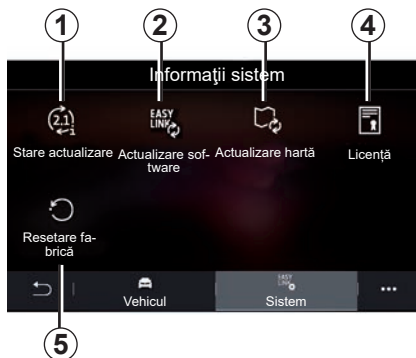 1 2 3 4
Informaţii sistem
2.1 i
EASY
LINK
Stare actualizare
Actualizare sof-
tware
Actualizare hartă
Licență
Resetare fa-
brică
Vehicul
EASY
LINK
Sistem
5